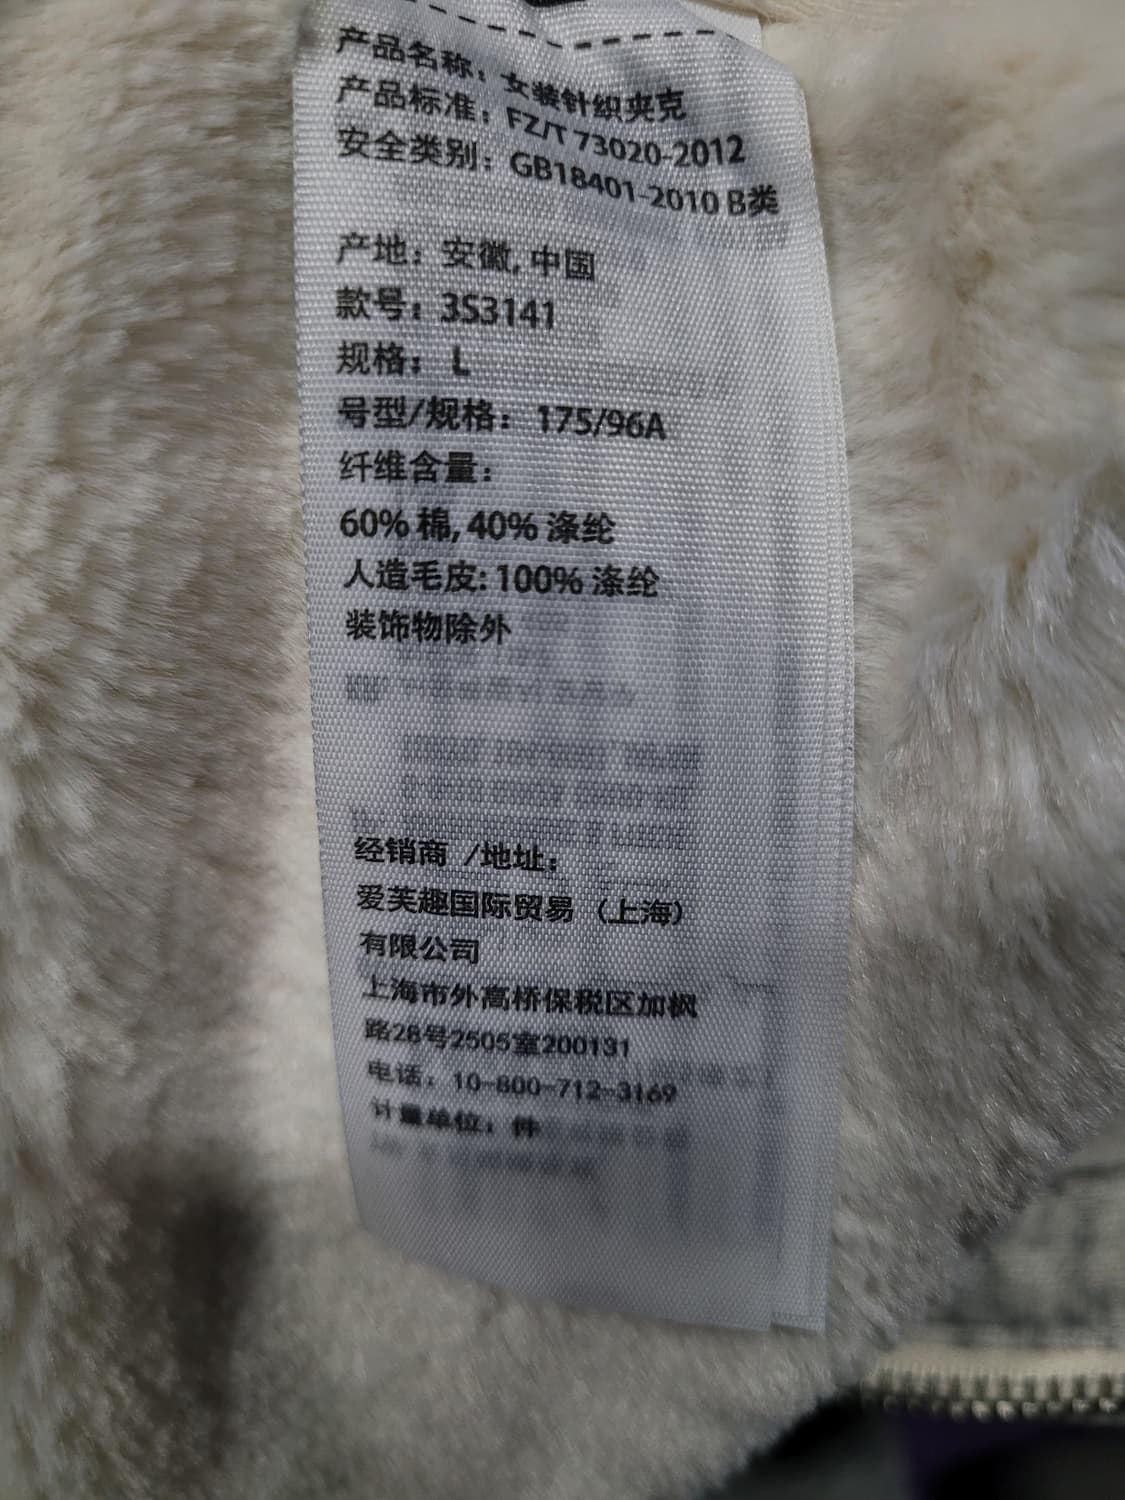 产品名称：女装针织夹克
产品标准：FZ/T 73020-2012
安全类别：GB18401-2010 B类
产地：安徽, 中国
款号：3S3141
规格：L
号型/规格：175/96A
纤维含量：
60% 棉, 40% 涤纶
人造毛皮: 100% 涤纶
装饰物除外
经销商 /地址：
爱芙趣国际贸易（上海）
有限公司
上海市外高桥保税区加枫
路28号2505室200131
电话：10-800-712-3169
计量单位：件